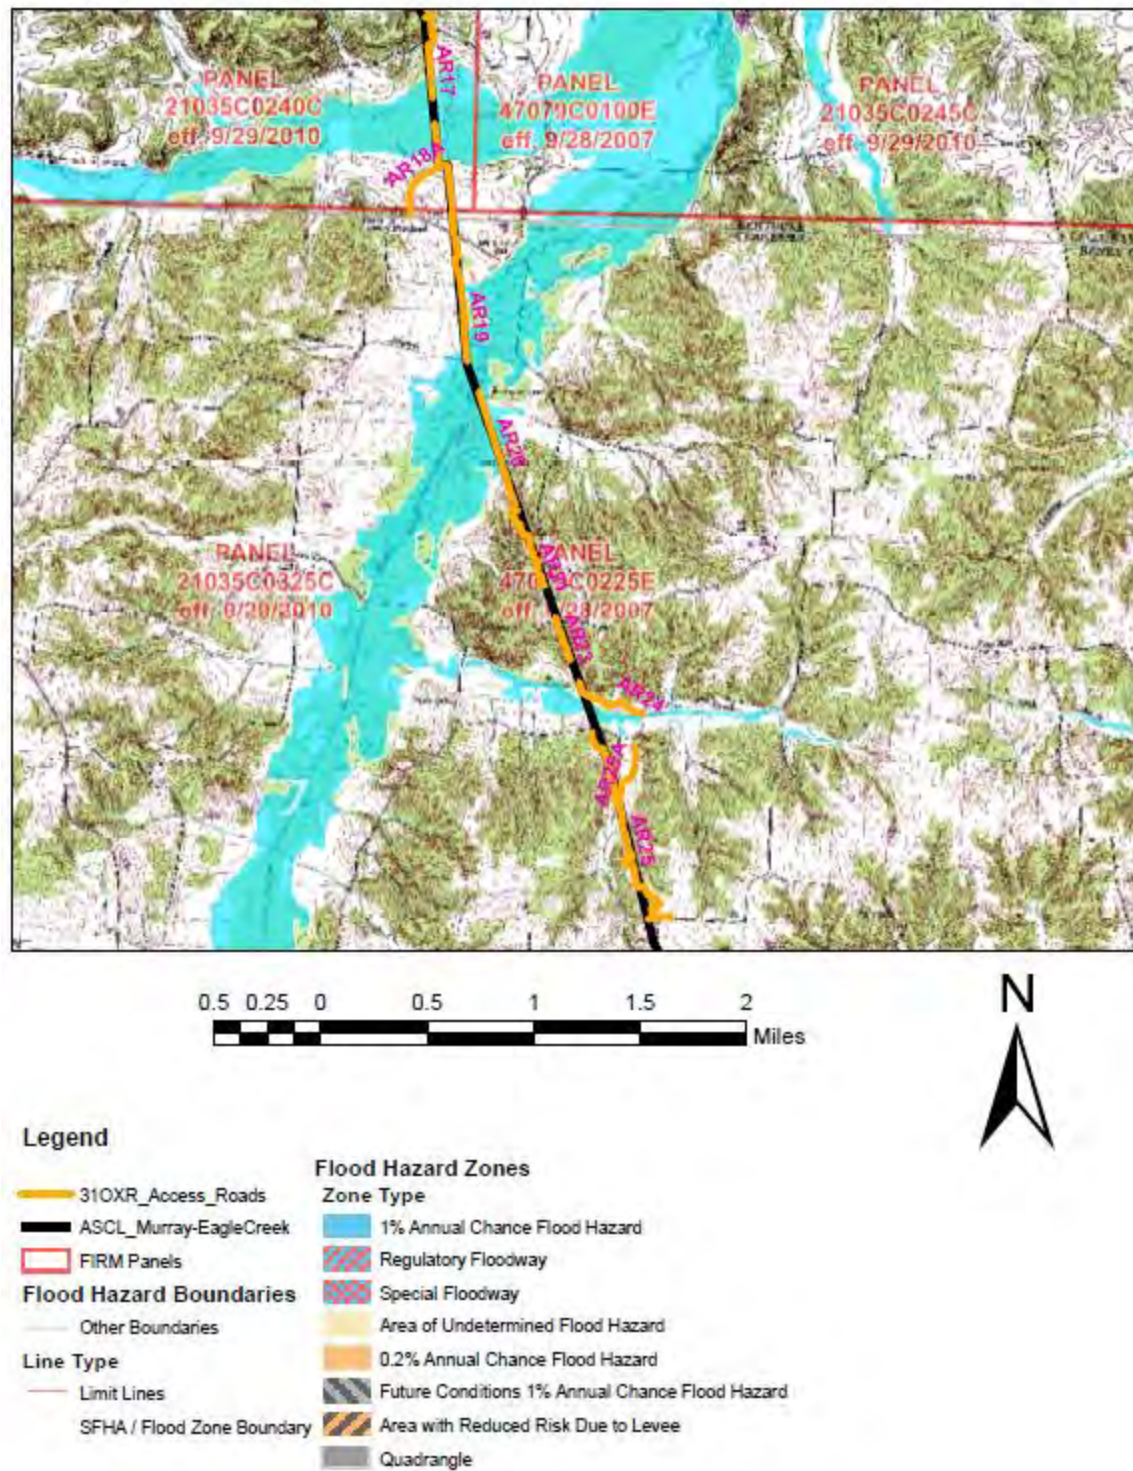 PANEL
21035C0240C
eff. 9/29/2010
PANEL
47079C0100E
eff. 9/28/2007
PANEL
21035C0245C
eff. 9/29/2010
AR17
AR18A
AR19
PANEL
21035C0325C
PANEL
AR23
AR24
AR25A
AR25
0.5 0.25 0 0.5 1 1.5 2
Miles
N
Legend
31OXR_Access_Roads
ASCL_Murray-EagleCreek
FIRM Panels
Flood Hazard Boundaries
Other Boundaries
Line Type
Limit Lines
SFHA / Flood Zone Boundary
Flood Hazard Zones
Zone Type
1% Annual Chance Flood Hazard
Regulatory Floodway
Special Floodway
Area of Undetermined Flood Hazard
0.2% Annual Chance Flood Hazard
Future Conditions 1% Annual Chance Flood Hazard
Area with Reduced Risk Due to Levee
Quadrangle